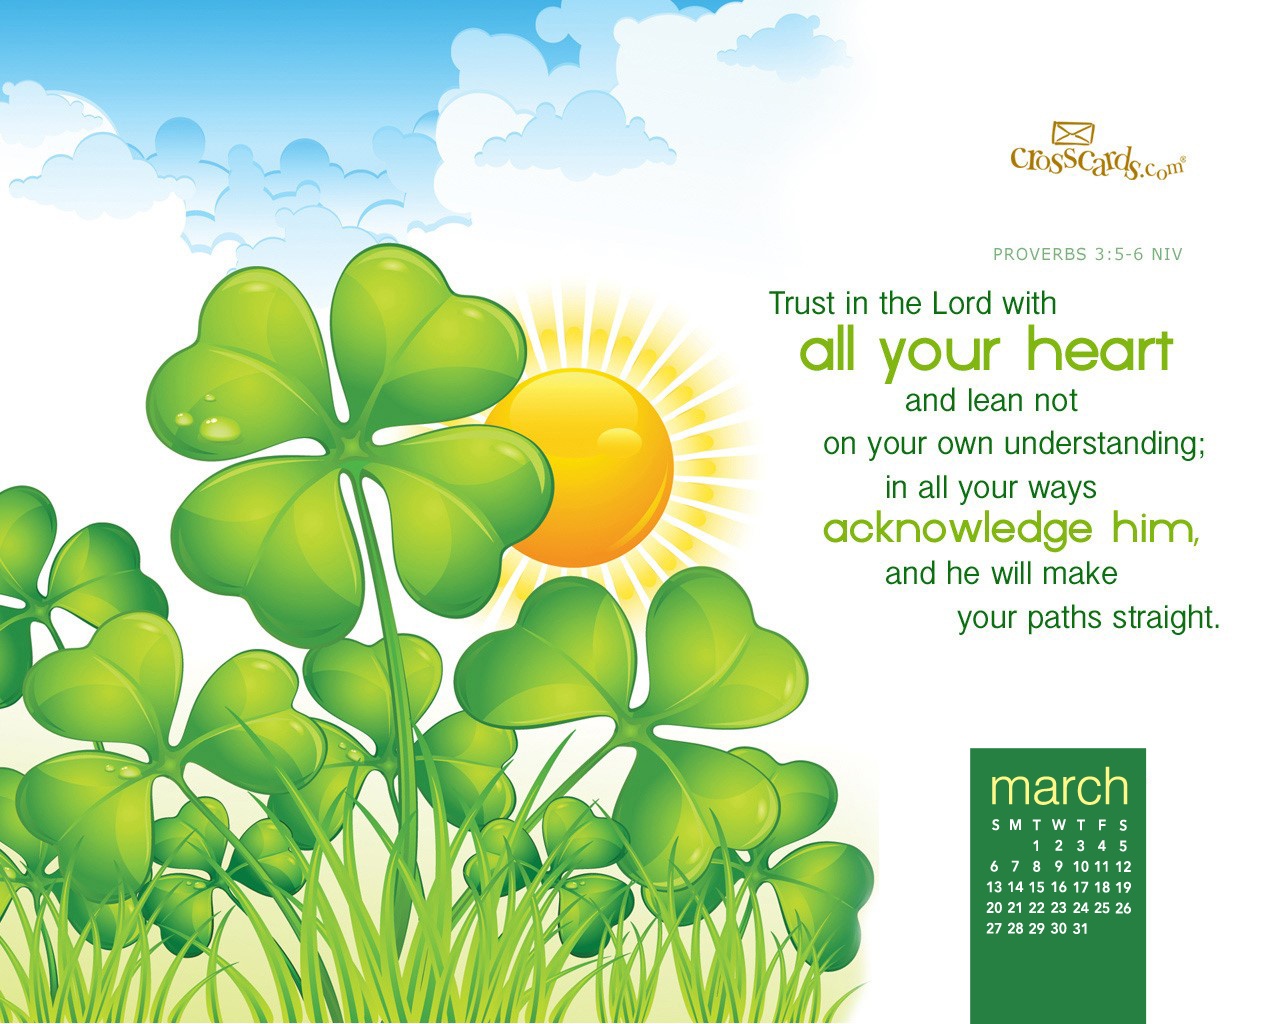 crosscards.com®
PROVERBS 3:5-6 NIV
Trust in the Lord with
all your heart
and lean not
on your own understanding;
in all your ways
acknowledge him,
and he will make
your paths straight.
march
S M T W T F S
1 2 3 4 5
6 7 8 9 10 11 12
13 14 15 16 17 18 19
20 21 22 23 24 25 26
27 28 29 30 31